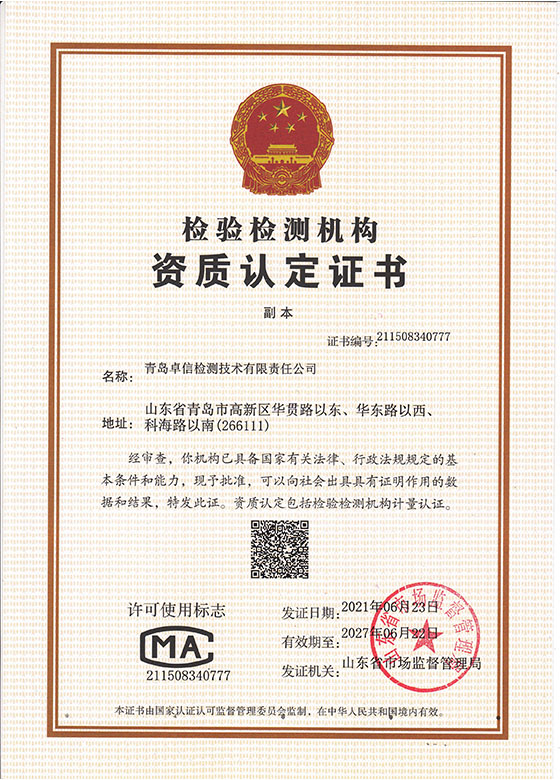 检验检测机构
资质认定证书
副本
证书编号:211508340777
名称: 青岛卓信检测技术有限责任公司
地址: 山东省青岛市高新区华贯路以东、华东路以西、
科海路以南(266111)
经审查，你机构已具备国家有关法律、行政法规规定的基
本条件和能力，现予批准，可以向社会出具具有证明作用的数
据和结果，特发此证。资质认定包括检验检测机构计量认证。
许可使用标志
MA
211508340777
发证日期: 2021年06月23日
有效期至: 2027年06月22日
发证机关: 山东省市场监督管理局
山东省市场监督管理局
本证书由国家认证认可监督管理委员会监制，在中华人民共和国境内有效。